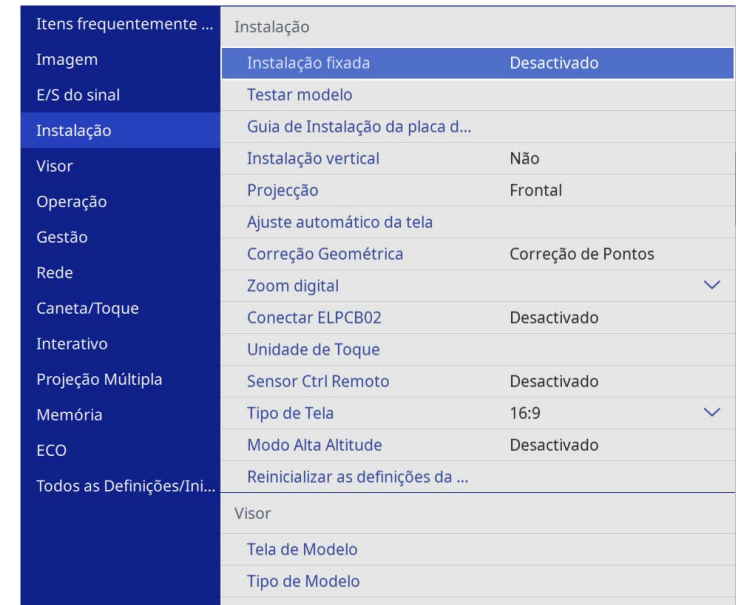 Itens frequentemente ...
Imagem
E/S do sinal
Instalação
Visor
Operação
Gestão
Rede
Caneta/Toque
Interativo
Projeção Múltipla
Memória
ECO
Todos as Definições/Ini...
Instalação
Instalação fixada Desactivado
Testar modelo
Guia de Instalação da placa d...
Instalação vertical Não
Projecção Frontal
Ajuste automático da tela
Correção Geométrica Correção de Pontos
Zoom digital
Conectar ELPCB02 Desactivado
Unidade de Toque
Sensor Ctrl Remoto Desactivado
Tipo de Tela 16:9
Modo Alta Altitude Desactivado
Reinicializar as definições da ...
Visor
Tela de Modelo
Tipo de Modelo